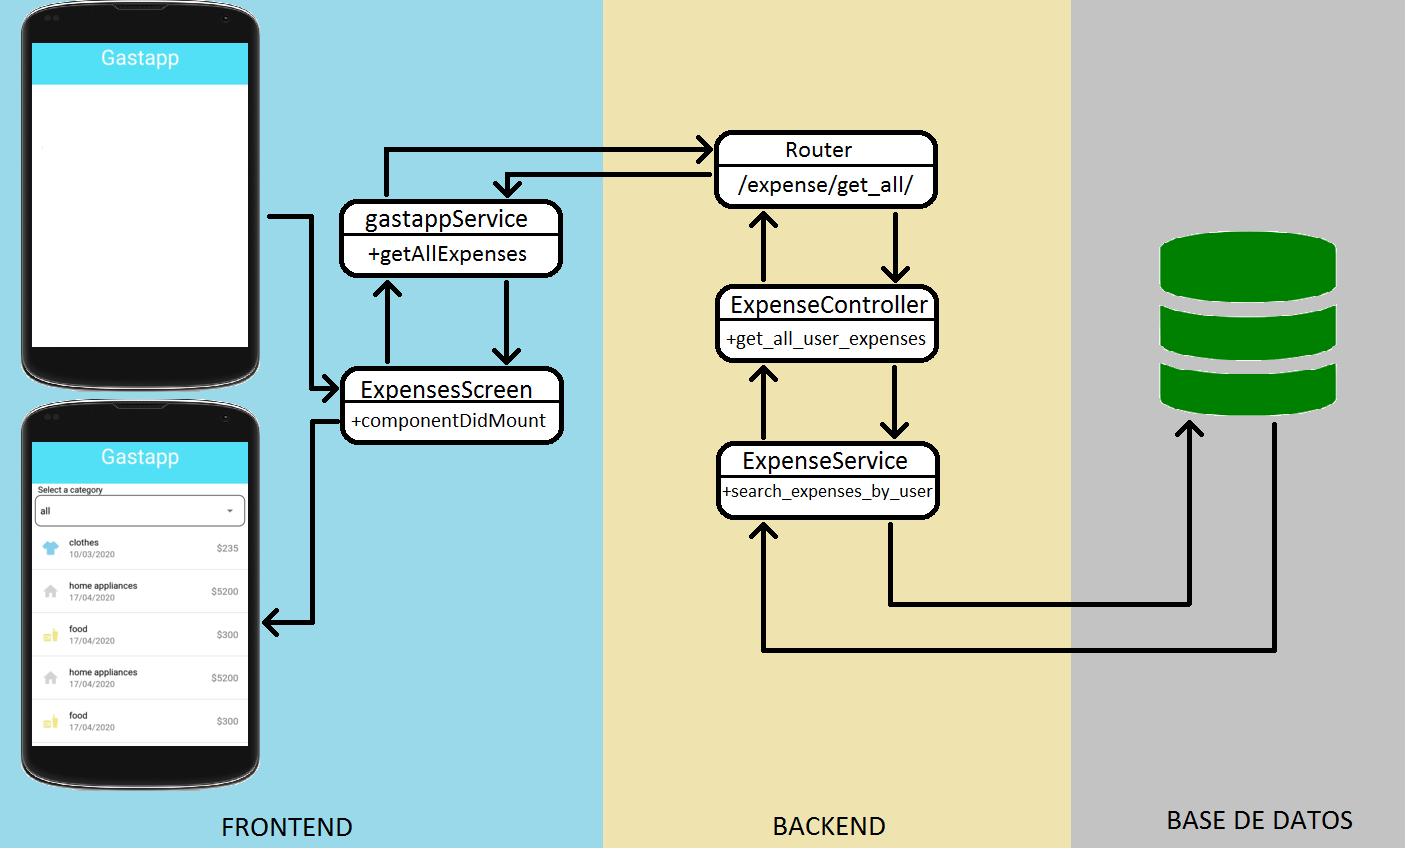 Gastapp
Router
/expense/get_all/
gastappService
+getAllExpenses
ExpenseController
+get_all_user_expenses
ExpensesScreen
+componentDidMount
Gastapp
Select a category
all
clothes
10/03/2020
$235
home appliances
17/04/2020
$5200
food
17/04/2020
$300
home appliances
17/04/2020
$5200
food
17/04/2020
$300
ExpenseService
+search_expenses_by_user
FRONTEND
BACKEND
BASE DE DATOS